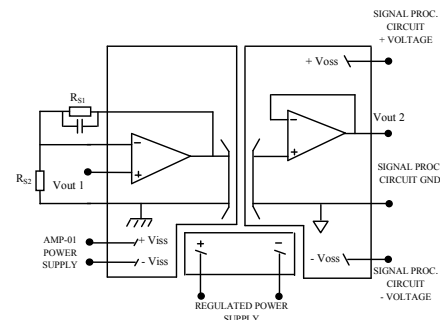 SIGNAL PROC.
CIRCUIT
+ VOLTAGE
+ Voss
RS1
−
+
Vout 2
RS2
Vout 1
SIGNAL PROC
CIRCUIT GND
AMP-01
POWER
SUPPLY
+ Viss
- Viss
+
−
- Voss
SIGNAL PROC.
CIRCUIT
- VOLTAGE
REGULATED POWER
SUPPLY
−
+